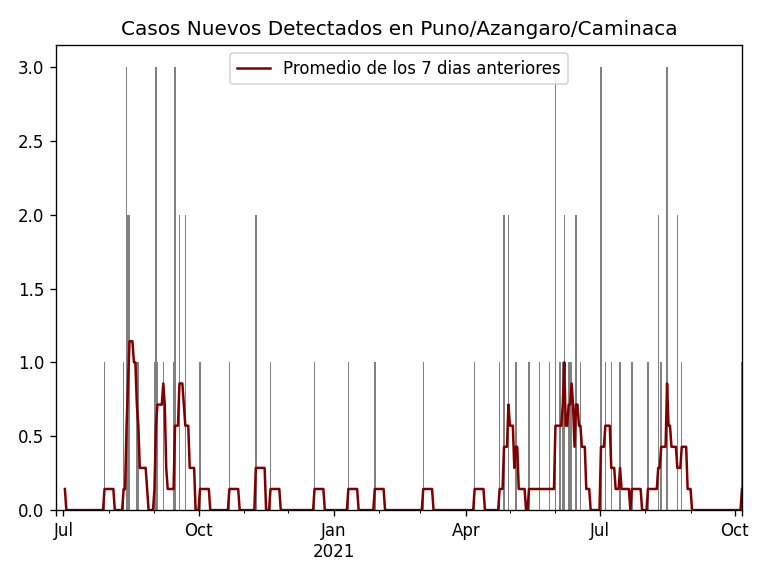 Casos Nuevos Detectados en Puno/Azangaro/Caminaca
Promedio de los 7 dias anteriores
3.0
2.5
2.0
1.5
1.0
0.5
0.0
Jul
Oct
Jan
2021
Apr
Jul
Oct